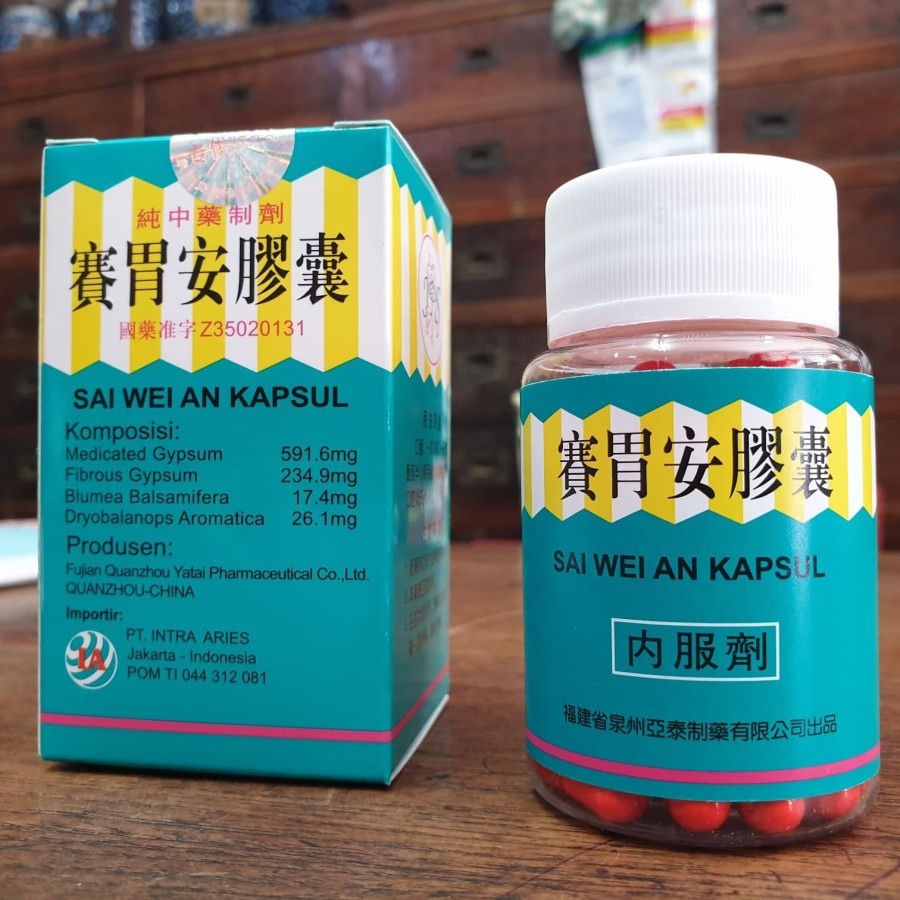 純中藥制劑
賽胃安膠囊
國藥准字Z35020131
SAI WEI AN KAPSUL
Komposisi:
Medicated Gypsum 591.6mg
Fibrous Gypsum 234.9mg
Blumea Balsamifera 17.4mg
Dryobalanops Aromatica 26.1mg
Produsen:
Fujian Quanzhou Yatai Pharmaceutical Co.,Ltd.
QUANZHOU-CHINA
Importir:
IA
PT. INTRA ARIES
Jakarta - Indonesia
POM TI 044 312 081
賽胃安膠囊
SAI WEI AN KAPSUL
内服劑
福建省泉州亞泰制藥有限公司出品